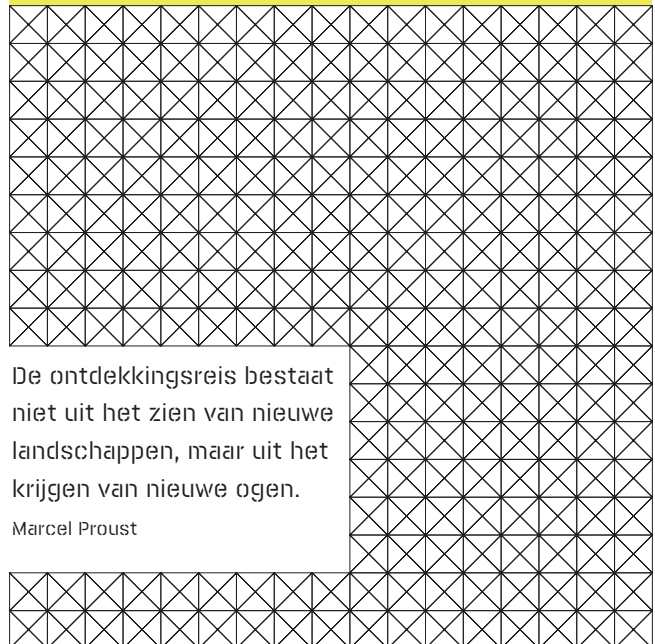 De ontdekkingsreis bestaat
niet uit het zien van nieuwe
landschappen, maar uit het
krijgen van nieuwe ogen.
Marcel Proust